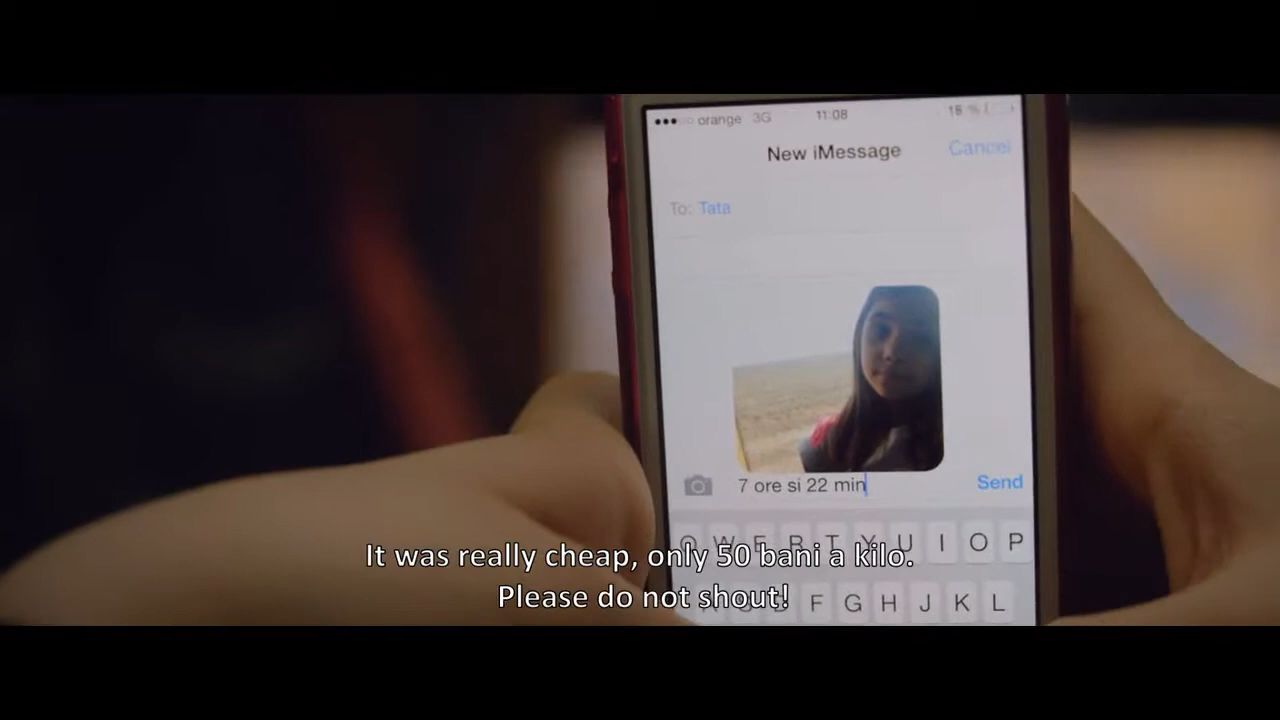 orange 3G 11:08 18 %
New iMessage Cancel
To: Tata
7 ore si 22 min Send
Q W E R T Y U I O P
F G H J K L
It was really cheap, only 50 bani a kilo.
Please do not shout!